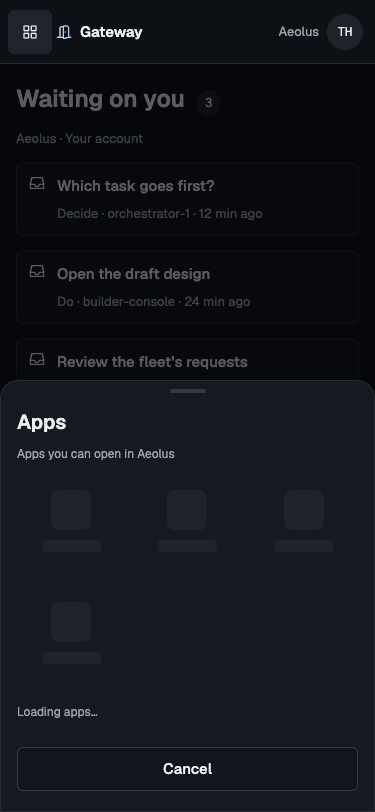 Gateway
Aeolus
TH
Waiting on you 3
Aeolus · Your account
Which task goes first?
Decide · orchestrator-1 · 12 min ago
Open the draft design
Do · builder-console · 24 min ago
Review the fleet's requests
Apps
Apps you can open in Aeolus
Loading apps…
Cancel